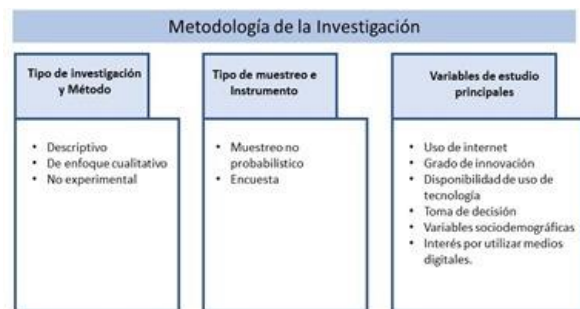 Metodología de la Investigación
Tipo de investigación
y Método
• Descriptivo
• De enfoque cualitativo
• No experimental
Tipo de muestreo e
Instrumento
• Muestreo no
probabilístico
• Encuesta
Variables de estudio
principales
• Uso de internet
• Grado de innovación
• Disponibilidad de uso de
tecnología
• Toma de decisión
• Variables sociodemográficas
• Interés por utilizar medios
digitales.